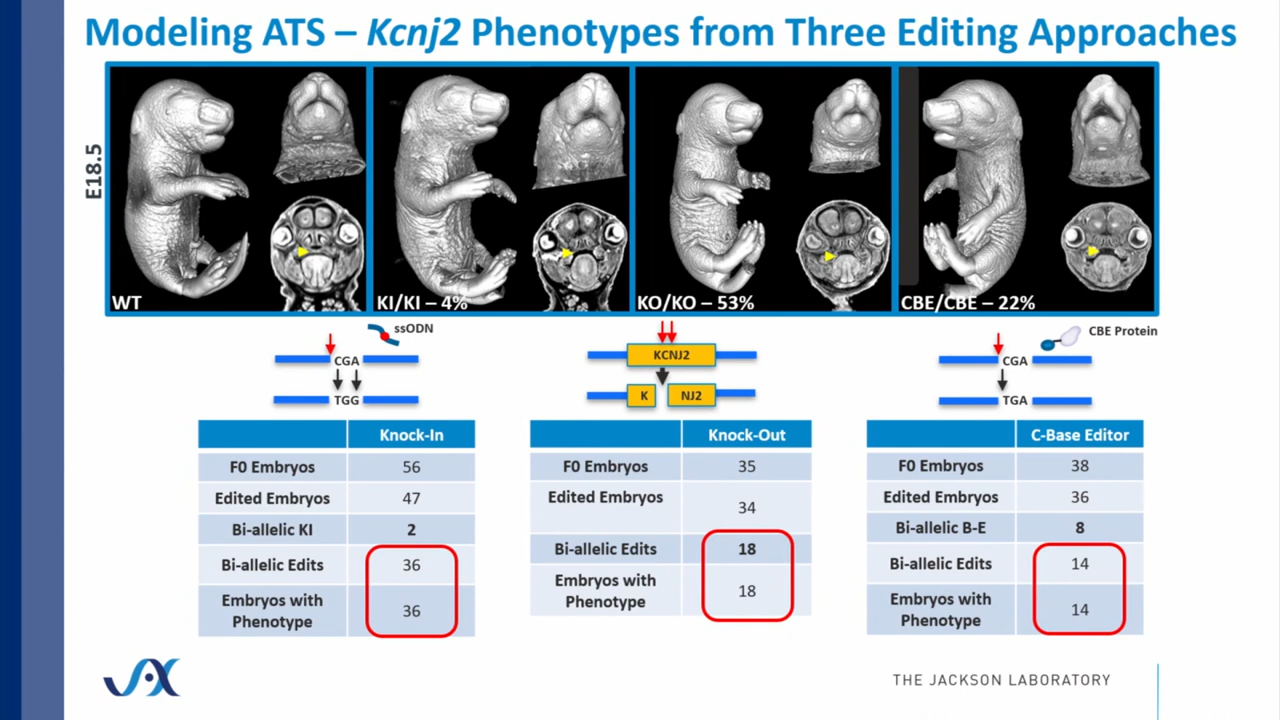 Modeling ATS – Kcnj2 Phenotypes from Three Editing Approaches
E18.5
WT
KI/KI – 4%
KO/KO – 53%
CBE/CBE – 22%
ssODN
CGA
TGG
KCNJ2
K
NJ2
CBE Protein
CGA
TGA
Knock-In
F0 Embryos 56
Edited Embryos 47
Bi-allelic KI 2
Bi-allelic Edits 36
Embryos with
Phenotype 36
Knock-Out
F0 Embryos 35
Edited Embryos 34
Bi-allelic Edits 18
Embryos with
Phenotype 18
C-Base Editor
F0 Embryos 38
Edited Embryos 36
Bi-allelic B-E 8
Bi-allelic Edits 14
Embryos with
Phenotype 14
JAX
THE JACKSON LABORATORY